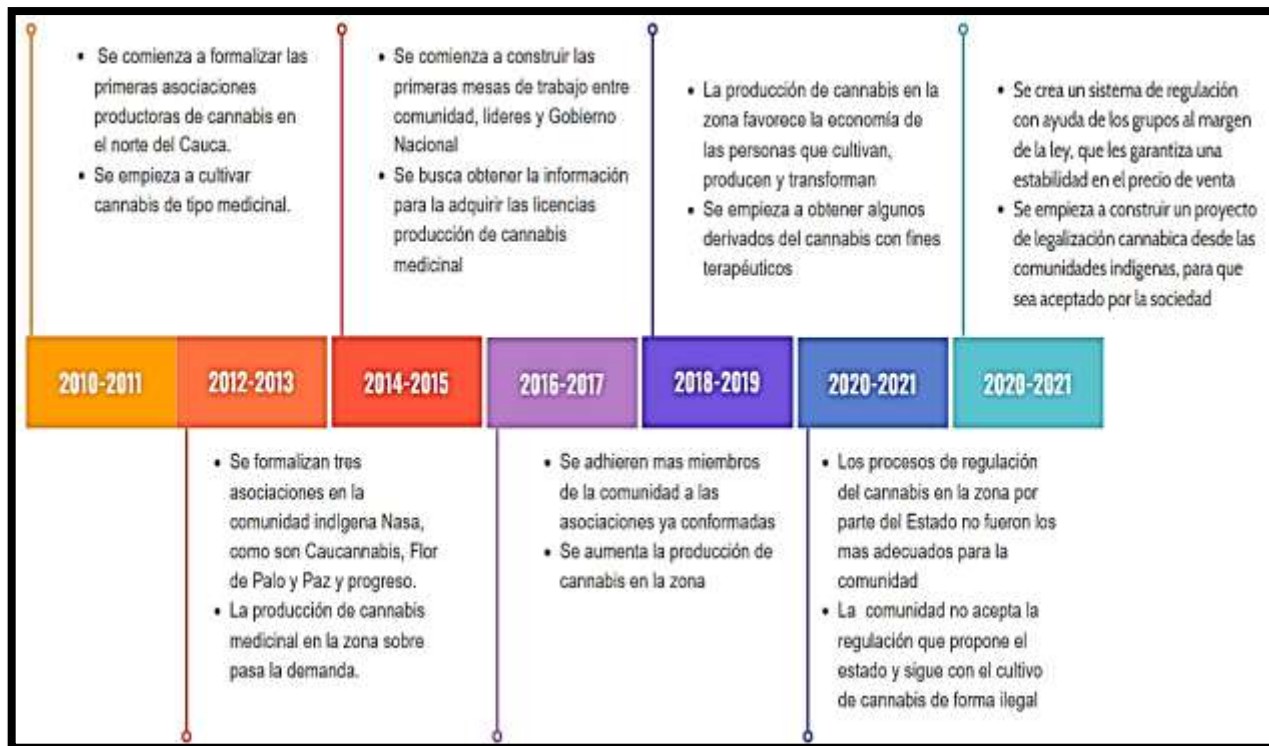 • Se comienza a formalizar las
primeras asociaciones
productoras de cannabis en
el norte del Cauca.
• Se empieza a cultivar
cannabis de tipo medicinal.
• Se comienza a construir las
primeras mesas de trabajo entre
comunidad, lideres y Gobierno
Nacional
• Se busca obtener la información
para la adquirir las licencias
producción de cannabis
medicinal
• La producción de cannabis en la
zona favorece la economía de
las personas que cultivan,
producen y transforman
• Se empieza a obtener algunos
derivados del cannabis con fines
terapéuticos
• Se crea un sistema de regulación
con ayuda de los grupos al margen
de la ley, que les garantiza una
estabilidad en el precio de venta
• Se empieza a construir un proyecto
de legalización cannabica desde las
comunidades indígenas, para que
sea aceptado por la sociedad
2010-2011
2012-2013
2014-2015
2016-2017
2018-2019
2020-2021
2020-2021
• Se formalizan tres
asociaciones en la
comunidad indígena Nasa,
como son Caucannabis, Flor
de Palo y Paz y progreso.
• La producción de cannabis
medicinal en la zona sobre
pasa la demanda.
• Se adhieren mas miembros
de la comunidad a las
asociaciones ya conformadas
• Se aumenta la producción de
cannabis en la zona
• Los procesos de regulación
del cannabis en la zona por
parte del Estado no fueron los
mas adecuados para la
comunidad
• La comunidad no acepta la
regulación que propone el
estado y sigue con el cultivo
de cannabis de forma ilegal